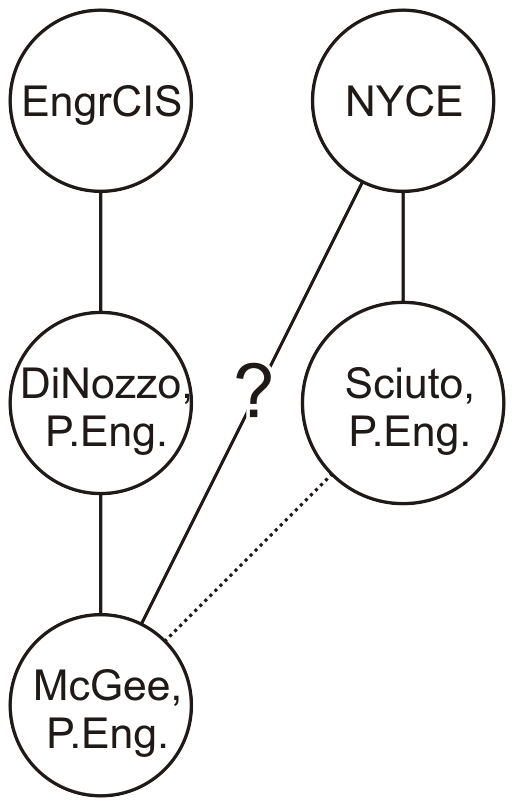 EngrCIS
NYCE
DiNozzo,
P.Eng.
?
Sciuto,
P.Eng.
McGee,
P.Eng.